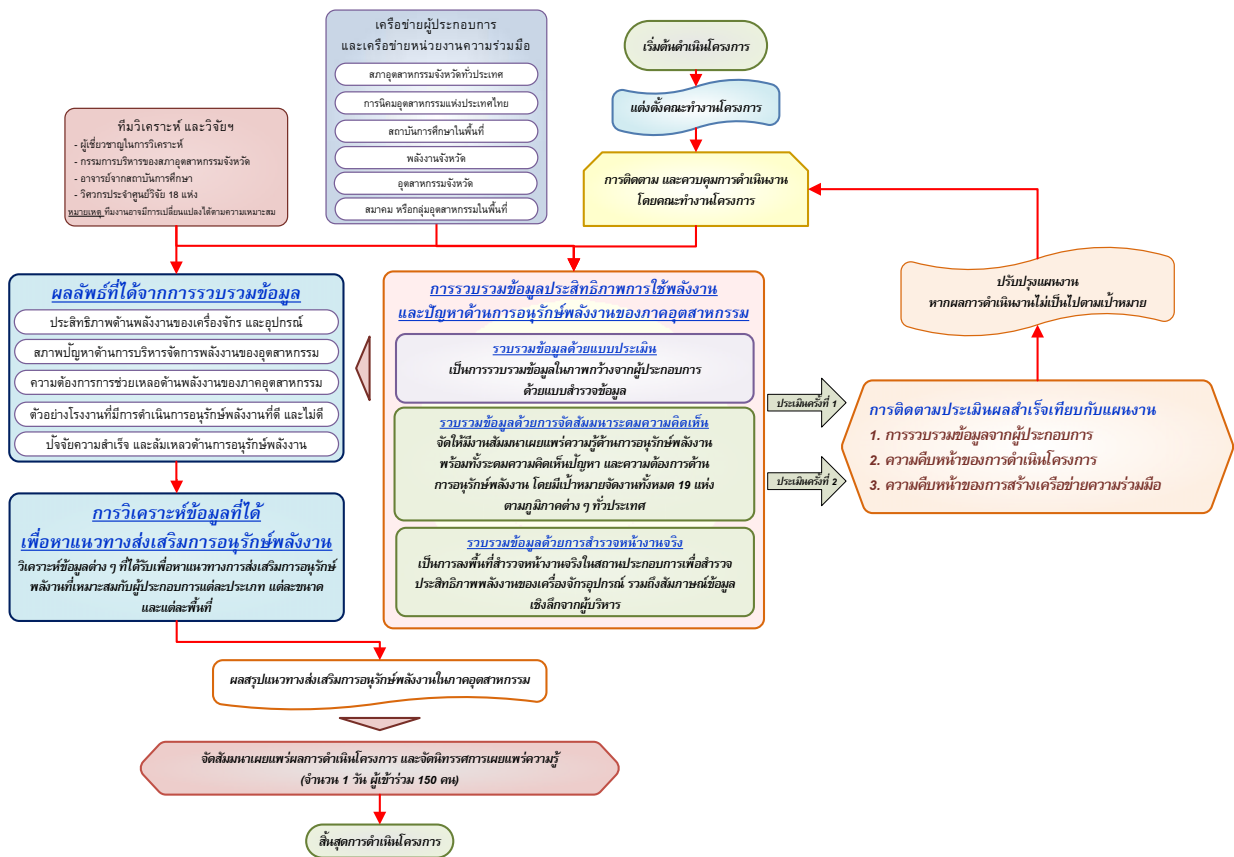 เครือข่ายผู้ประกอบการ
และเครือข่ายหน่วยงานความร่วมมือ
สภาอุตสาหกรรมจังหวัดทั่วประเทศ
การนิคมอุตสาหกรรมแห่งประเทศไทย
สถาบันการศึกษาในพื้นที่
พลังงานจังหวัด
อุตสาหกรรมจังหวัด
สมาคม หรือกลุ่มอุตสาหกรรมในพื้นที่
เริ่มต้นดำเนินโครงการ
แต่งตั้งคณะทำงานโครงการ
การติดตาม และควบคุมการดำเนินงาน
โดยคณะทำงานโครงการ
ทีมวิเคราะห์ และวิจัยฯ
- ผู้เชี่ยวชาญในการวิเคราะห์
- กรรมการบริหารของสภาอุตสาหกรรมจังหวัด
- อาจารย์จากสถาบันการศึกษา
- วิศวกรประจำศูนย์วิจัย 18 แห่ง
หมายเหตุ ทีมงานอาจมีการเปลี่ยนแปลงได้ตามความเหมาะสม
ผลลัพธ์ที่ได้จากการรวบรวมข้อมูล
ประสิทธิภาพด้านพลังงานของเครื่องจักร และอุปกรณ์
สภาพปัญหาด้านการบริหารจัดการพลังงานของอุตสาหกรรม
ความต้องการการช่วยเหลอด้านพลังงานของภาคอุตสาหกรรม
ตัวอย่างโรงงานที่มีการดำเนินการอนุรักษ์พลังงานที่ดี และไม่ดี
ปัจจัยความสำเร็จ และล้มเหลวด้านการอนุรักษ์พลังงาน
การวิเคราะห์ข้อมูลที่ได้
เพื่อหาแนวทางส่งเสริมการอนุรักษ์พลังงาน
วิเคราะห์ข้อมูลต่าง ๆ ที่ได้รับเพื่อหาแนวทางการส่งเสริมการอนุรักษ์
พลังงานที่เหมาะสมกับผู้ประกอบการแต่ละประเภท แต่ละขนาด
และแต่ละพื้นที่
การรวบรวมข้อมูลประสิทธิภาพการใช้พลังงาน
และปัญหาด้านการอนุรักษ์พลังงานของภาคอุตสาหกรรม
รวบรวมข้อมูลด้วยแบบประเมิน
เป็นการรวบรวมข้อมูลในภาพกว้างจากผู้ประกอบการ
ด้วยแบบสำรวจข้อมูล
รวบรวมข้อมูลด้วยการจัดสัมมนาระดมความคิดเห็น
จัดให้มีงานสัมมนาเผยแพร่ความรู้ด้านการอนุรักษ์พลังงาน
พร้อมทั้งระดมความคิดเห็นปัญหา และความต้องการด้าน
การอนุรักษ์พลังงาน โดยมีเป้าหมายจัดงานทั้งหมด 19 แห่ง
ตามภูมิภาคต่าง ๆ ทั่วประเทศ
รวบรวมข้อมูลด้วยการสำรวจหน้างานจริง
เป็นการลงพื้นที่สำรวจหน้างานจริงในสถานประกอบการเพื่อสำรวจ
ประสิทธิภาพพลังงานของเครื่องจักรอุปกรณ์ รวมถึงสัมภาษณ์ข้อมูล
เชิงลึกจากผู้บริหาร
ประเมินครั้งที่ 1
ประเมินครั้งที่ 2
ปรับปรุงแผนงาน
หากผลการดำเนินงานไม่เป็นไปตามเป้าหมาย
การติดตามประเมินผลสำเร็จเทียบกับแผนงาน
1. การรวบรวมข้อมูลจากผู้ประกอบการ
2. ความคืบหน้าของการดำเนินโครงการ
3. ความคืบหน้าของการสร้างเครือข่ายความร่วมมือ
ผลสรุปแนวทางส่งเสริมการอนุรักษ์พลังงานในภาคอุตสาหกรรม
จัดสัมมนาเผยแพร่ผลการดำเนินโครงการ และจัดนิทรรศการเผยแพร่ความรู้
(จำนวน 1 วัน ผู้เข้าร่วม 150 คน)
สิ้นสุดการดำเนินโครงการ